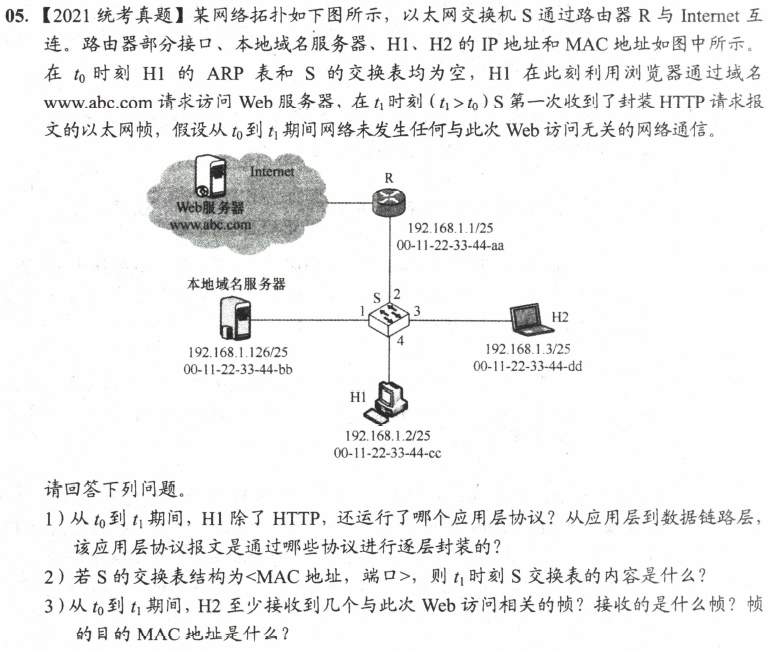 05.【2021 统考真题】某网络拓扑如下图所示，以太网交换机 S 通过路由器 R 与 Internet 互
连。路由器部分接口、本地域名服务器、H1、H2 的 IP 地址和 MAC 地址如图中所示。
在 t₀ 时刻 H1 的 ARP 表和 S 的交换表均为空，H1 在此刻利用浏览器通过域名
www.abc.com 请求访问 Web 服务器，在 t₁ 时刻（t₁ > t₀）S 第一次收到了封装 HTTP 请求报
文的以太网帧，假设从 t₀ 到 t₁ 期间网络未发生任何与此次 Web 访问无关的网络通信。
Internet
Web服务器
www.abc.com
R
192.168.1.1/25
00-11-22-33-44-aa
本地域名服务器
S
2
1
3
4
H2
192.168.1.126/25
00-11-22-33-44-bb
192.168.1.3/25
00-11-22-33-44-dd
H1
192.168.1.2/25
00-11-22-33-44-cc
请回答下列问题。
1）从 t₀ 到 t₁ 期间，H1 除了 HTTP，还运行了哪个应用层协议？从应用层到数据链路层，
该应用层协议报文是通过哪些协议进行逐层封装的？
2）若 S 的交换表结构为<MAC 地址，端口>，则 t₁ 时刻 S 交换表的内容是什么？
3）从 t₀ 到 t₁ 期间，H2 至少接收到几个与此次 Web 访问相关的帧？接收的是什么帧？帧
的目的 MAC 地址是什么？